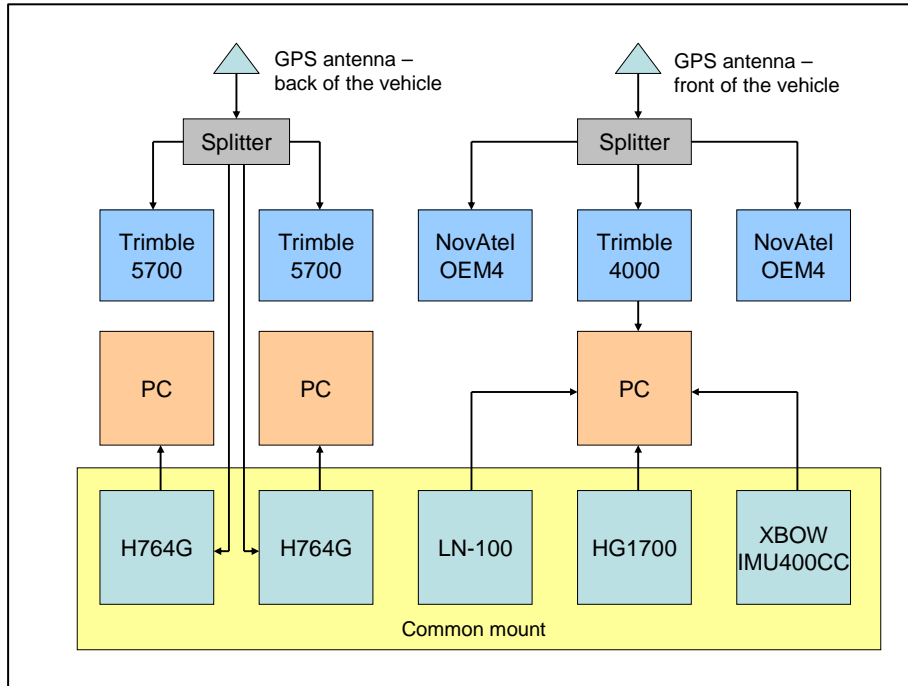 GPS antenna –
back of the vehicle
GPS antenna –
front of the vehicle
Splitter
Splitter
Trimble
5700
Trimble
5700
NovAtel
OEM4
Trimble
4000
NovAtel
OEM4
PC
PC
PC
H764G
H764G
LN-100
HG1700
XBOW
IMU400CC
Common mount